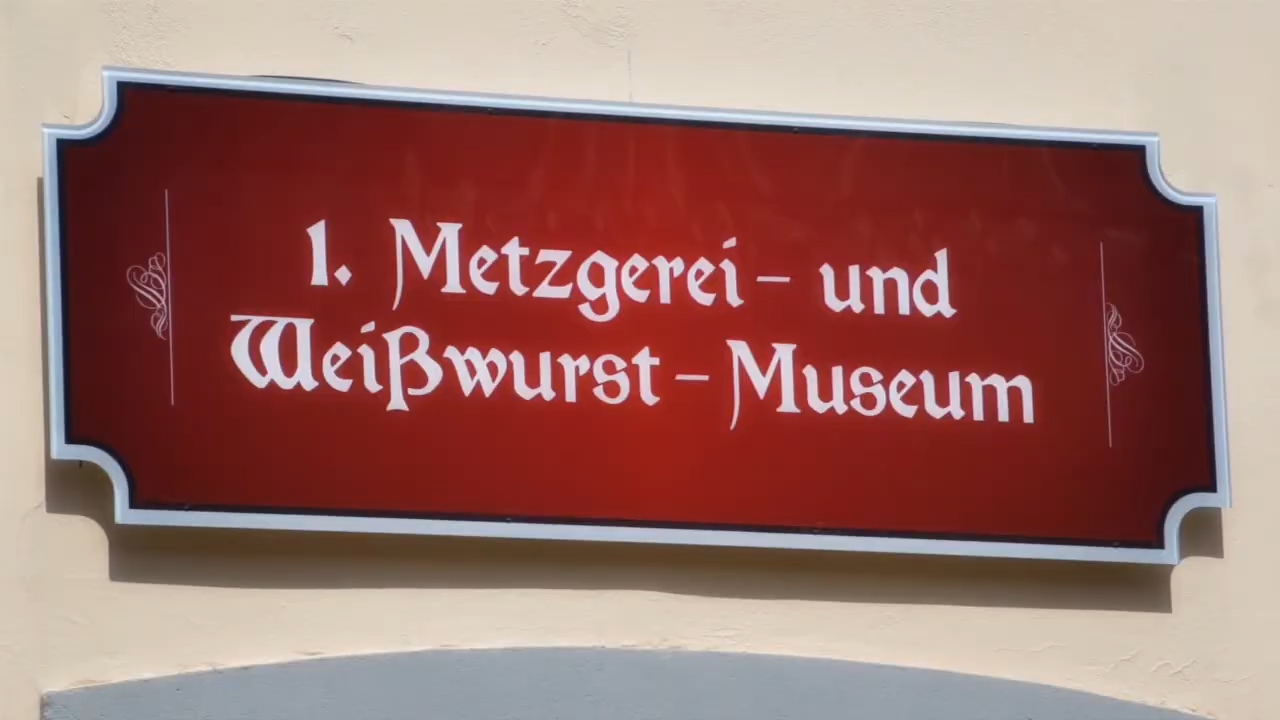 1. Metzgerei – und
Weißwurst – Museum